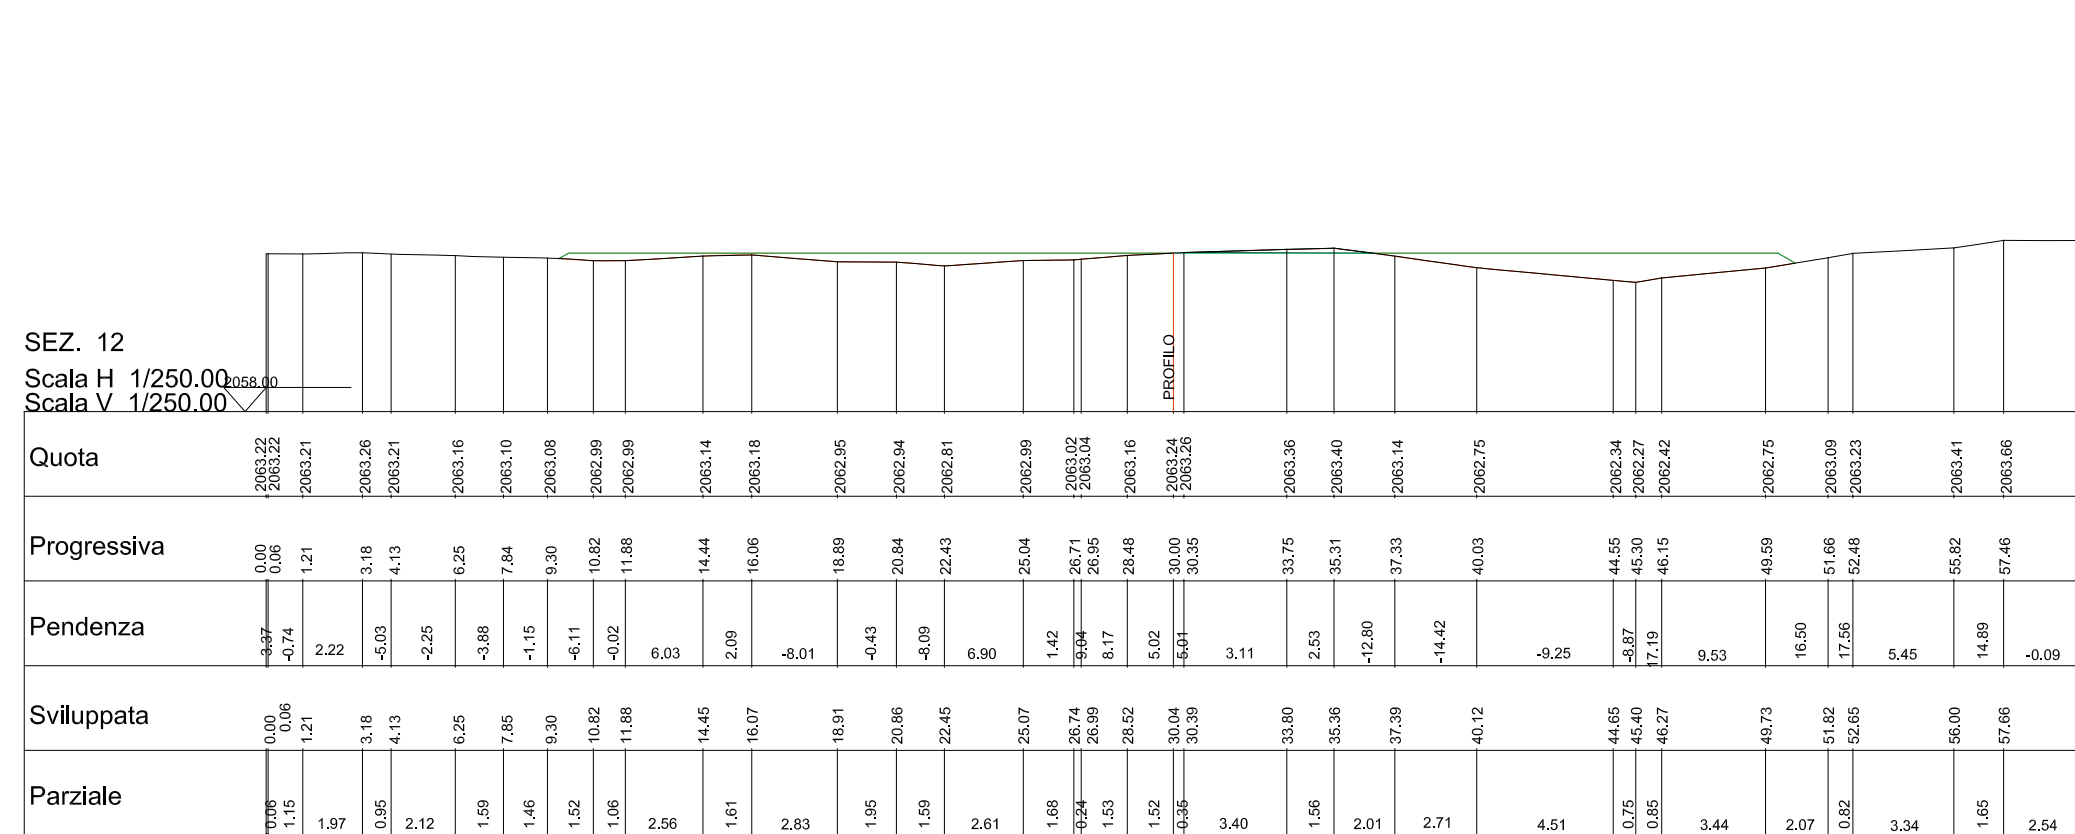 PROFILO
SEZ. 12
Scala H 1/250.00
2058.00
Scala V 1/250.00
Quota 2063.22 2063.22 2063.21 2063.26 2063.21 2063.16 2063.10 2063.08 2062.99 2062.99 2063.14 2063.18 2062.95 2062.94 2062.81 2062.99 2063.02 2063.04 2063.16 2063.24 2063.26 2063.36 2063.40 2063.14 2062.75 2062.34 2062.27 2062.42 2062.75 2063.09 2063.23 2063.41 2063.66
Progressiva 0.00 0.06 1.21 3.18 4.13 6.25 7.84 9.30 10.82 11.88 14.44 16.06 18.89 20.84 22.43 25.04 26.71 26.95 28.48 30.00 30.35 33.75 35.31 37.33 40.03 44.55 45.30 46.15 49.59 51.66 52.48 55.82 57.46
Pendenza 3.37 -0.74 2.22 -5.03 -2.25 -3.88 -1.15 -6.11 -0.02 6.03 2.09 -8.01 -0.43 -8.09 6.90 1.42 9.04 8.17 5.02 5.01 3.11 2.53 -12.80 -14.42 -9.25 -8.87 17.19 9.53 16.50 17.56 5.45 14.89 -0.09
Sviluppata 0.00 0.06 1.21 3.18 4.13 6.25 7.85 9.30 10.82 11.88 14.45 16.07 18.91 20.86 22.45 25.07 26.74 26.99 28.52 30.04 30.39 33.80 35.36 37.39 40.12 44.65 45.40 46.27 49.73 51.82 52.65 56.00 57.66
Parziale 0.06 1.15 1.97 0.95 2.12 1.59 1.46 1.52 1.06 2.56 1.61 2.83 1.95 1.59 2.61 1.68 0.24 1.53 1.52 0.35 3.40 1.56 2.01 2.71 4.51 0.75 0.85 3.44 2.07 0.82 3.34 1.65 2.54